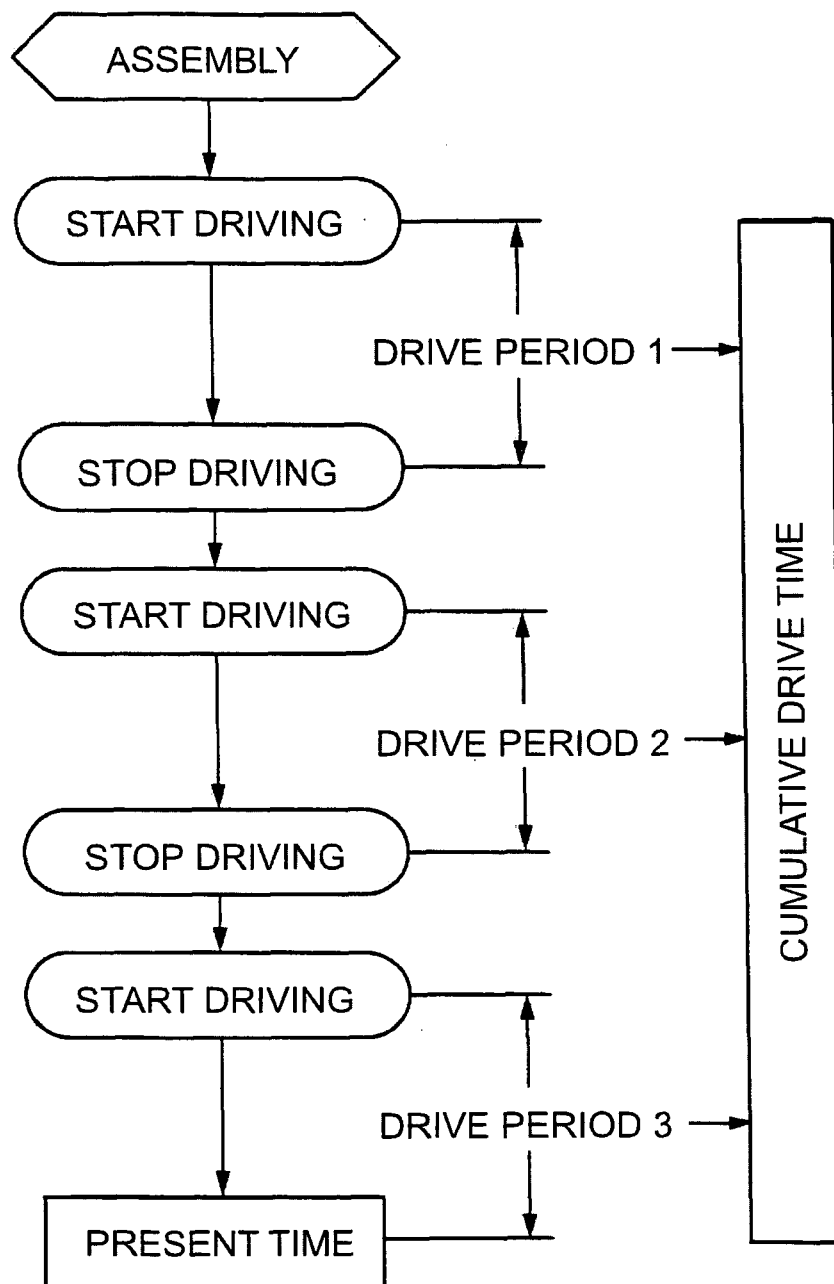 ASSEMBLY
START DRIVING
DRIVE PERIOD 1
STOP DRIVING
START DRIVING
DRIVE PERIOD 2
STOP DRIVING
START DRIVING
DRIVE PERIOD 3
PRESENT TIME
CUMULATIVE DRIVE TIME